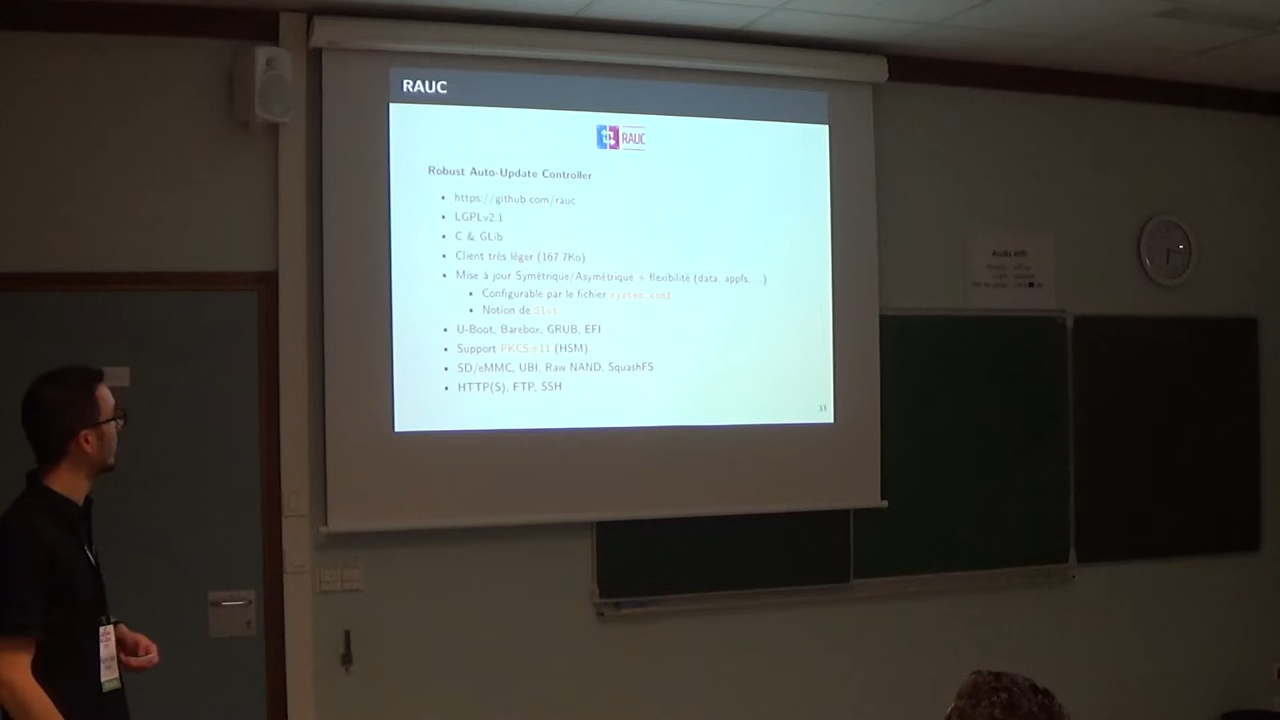 RAUC
RAUC
Robust Auto-Update Controller
https://github.com/rauc
LGPLv2.1
C & GLib
Client très léger (167.7Ko)
Mise à jour Symétrique/Asymétrique + flexibilité (data, appfs, ...)
Configurable par le fichier system.conf
Notion de Slot
U-Boot, Barebox, GRUB, EFI
Support PKCS#11 (HSM)
SD/eMMC, UBI, Raw NAND, SquashFS
HTTP(S), FTP, SSH
Accès Wifi